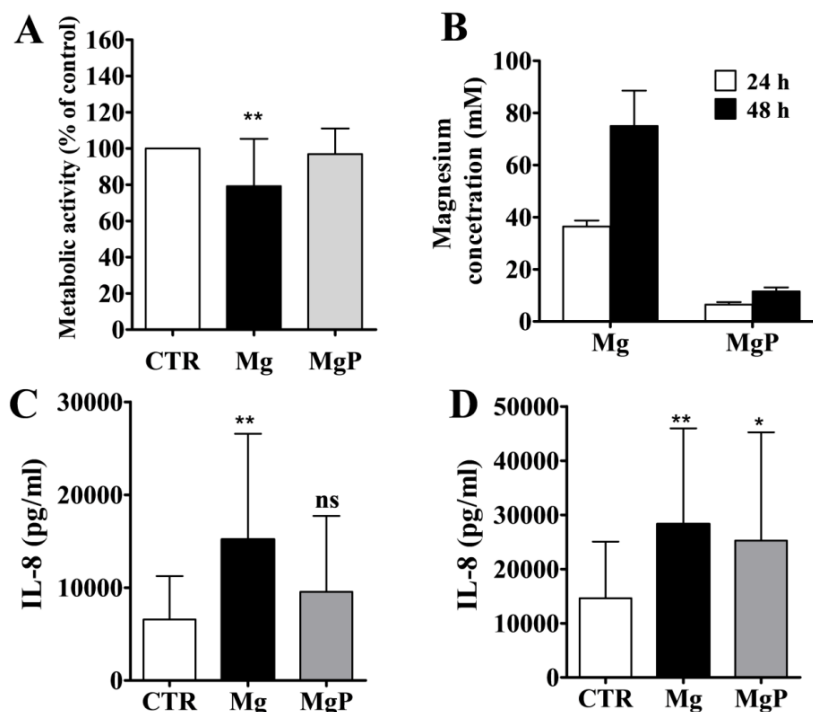 A
Metabolic activity (% of control)
160
140
120
100
80
60
40
20
0
**
CTR Mg MgP
B
Magnesium
concetration (mM)
100
80
60
40
20
0
24 h
48 h
Mg MgP
C
IL-8 (pg/ml)
30000
20000
10000
0
**
ns
CTR Mg MgP
D
IL-8 (pg/ml)
50000
40000
30000
20000
10000
0
**
*
CTR Mg MgP